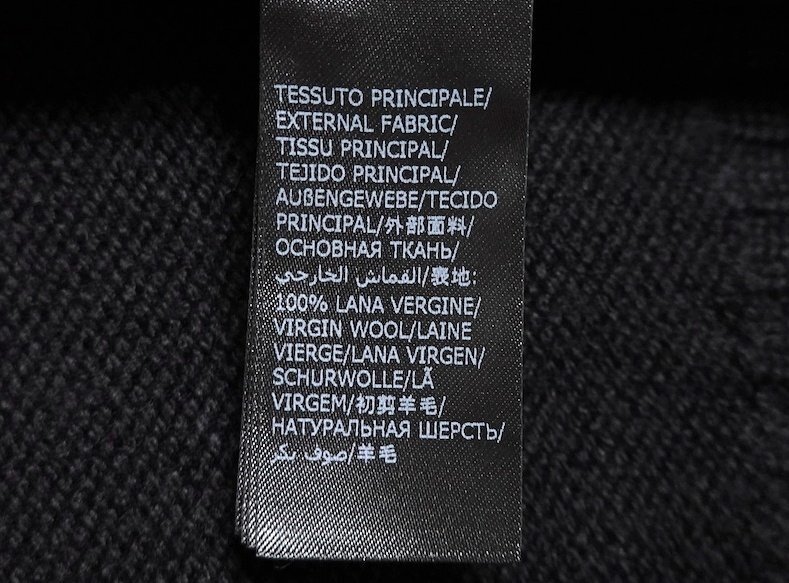 TESSUTO PRINCIPALE/
EXTERNAL FABRIC/
TISSU PRINCIPAL/
TEJIDO PRINCIPAL/
AUßENGEWEBE/TECIDO
PRINCIPAL/外部面料/
ОСНОВНАЯ ТКАНЬ/
القماش الخارجي/表地:
100% LANA VERGINE/
VIRGIN WOOL/LAINE
VIERGE/LANA VIRGEN/
SCHURWOLLE/LÃ
VIRGEM/初剪羊毛/
НАТУРАЛЬНАЯ ШЕРСТЬ/
صوف بكر/羊毛